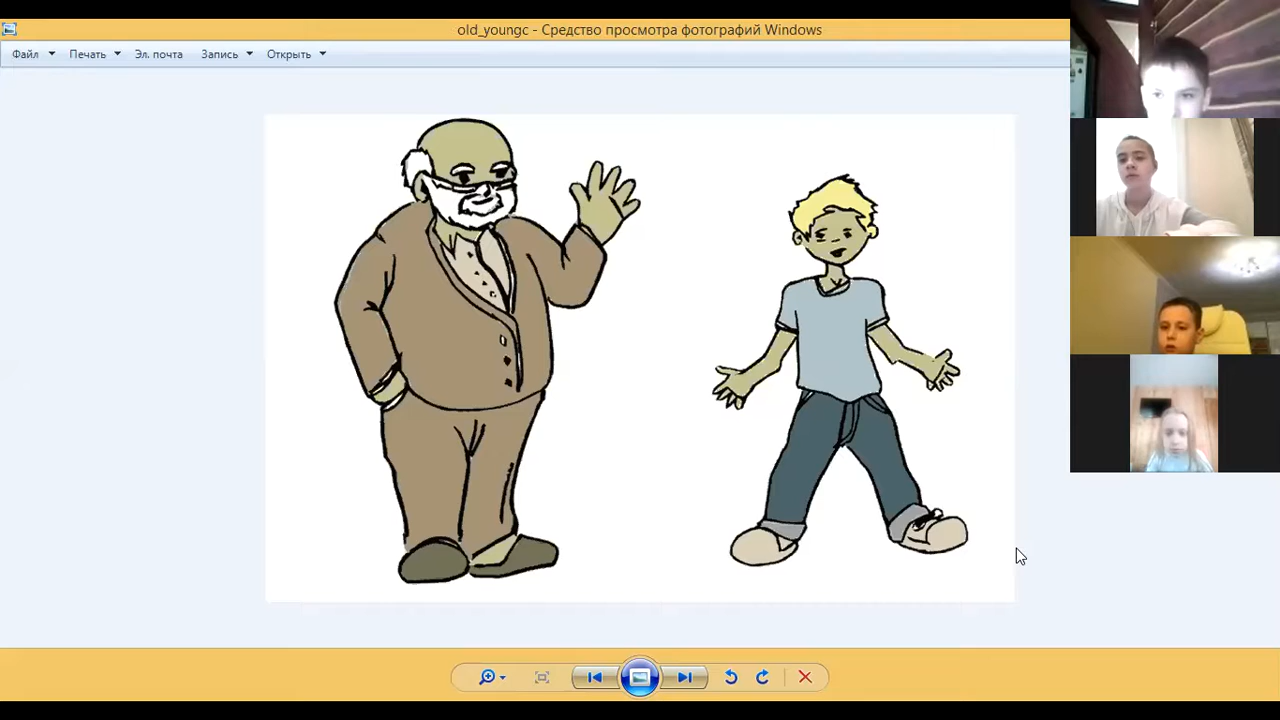 old_youngc - Средство просмотра фотографий Windows
Файл Печать Эл. почта Запись Открыть